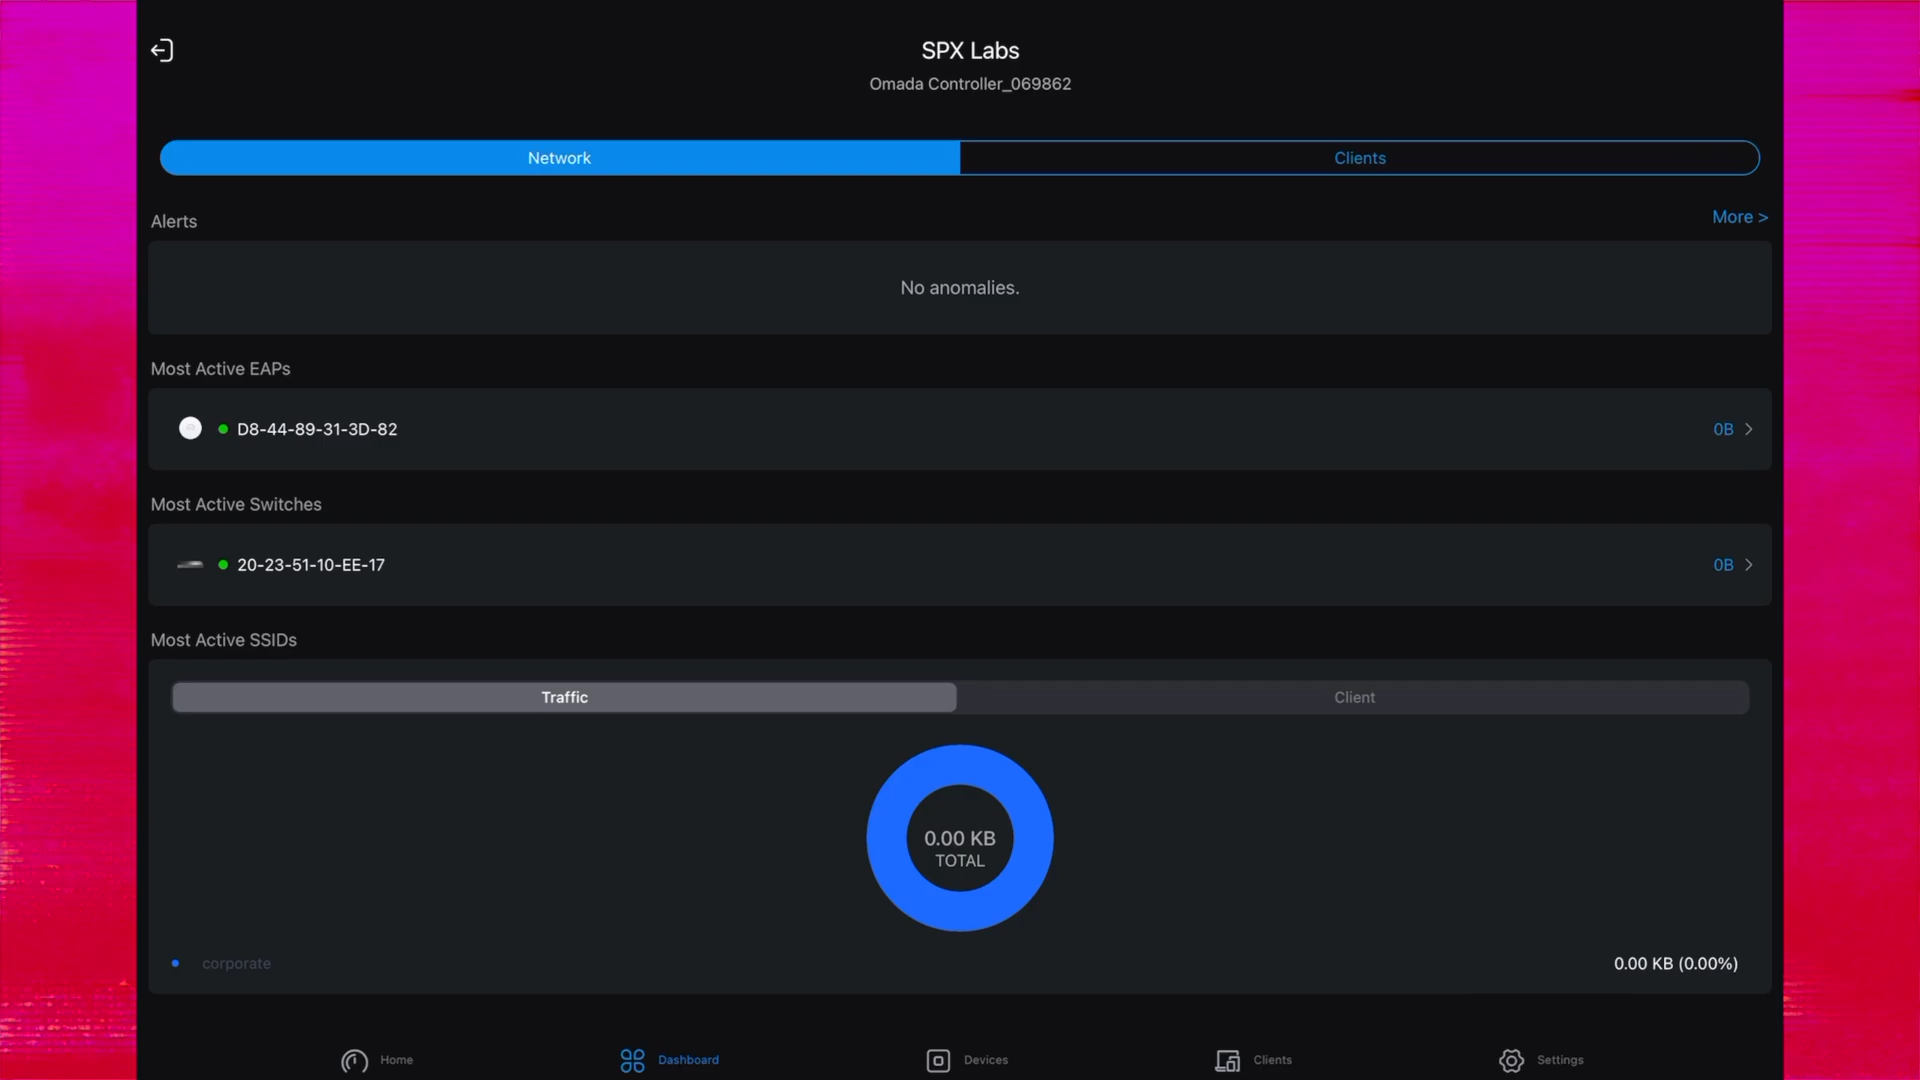 SPX Labs
Omada Controller_069862
Network
Clients
Alerts
More >
No anomalies.
Most Active EAPs
D8-44-89-31-3D-82
0B
Most Active Switches
20-23-51-10-EE-17
0B
Most Active SSIDs
Traffic
Client
0.00 KB
TOTAL
corporate
0.00 KB (0.00%)
Home
Dashboard
Devices
Clients
Settings